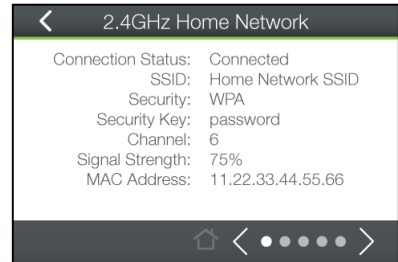 2.4GHz Home Network
Connection Status: Connected
SSID: Home Network SSID
Security: WPA
Security Key: password
Channel: 6
Signal Strength: 75%
MAC Address: 11.22.33.44.55.66